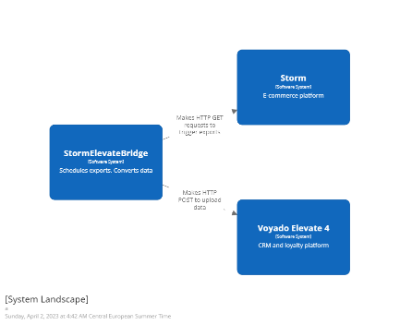 Storm
[Software System]
E-commerce platform
Makes HTTP GET
requests to
trigger exports
StormElevateBridge
[Software System]
Schedules exports. Converts data
Makes HTTP
POST to upload
data
Voyado Elevate 4
[Software System]
CRM and loyalty platform
[System Landscape]
Sunday, April 2, 2023 at 4:42 AM Central European Summer Time